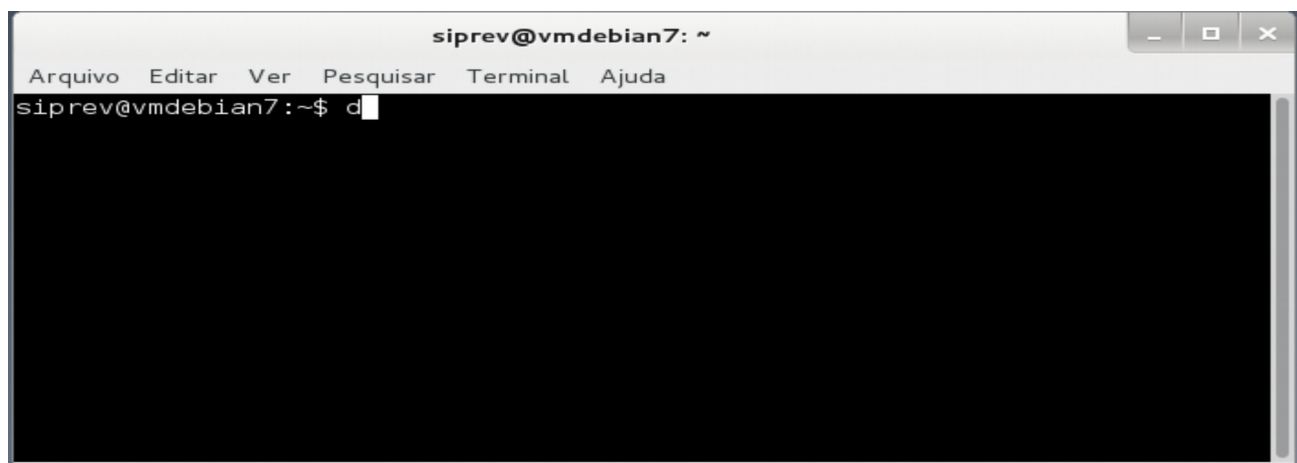 siprev@vmdebian7: ~
Arquivo Editar Ver Pesquisar Terminal Ajuda
siprev@vmdebian7:~$ d